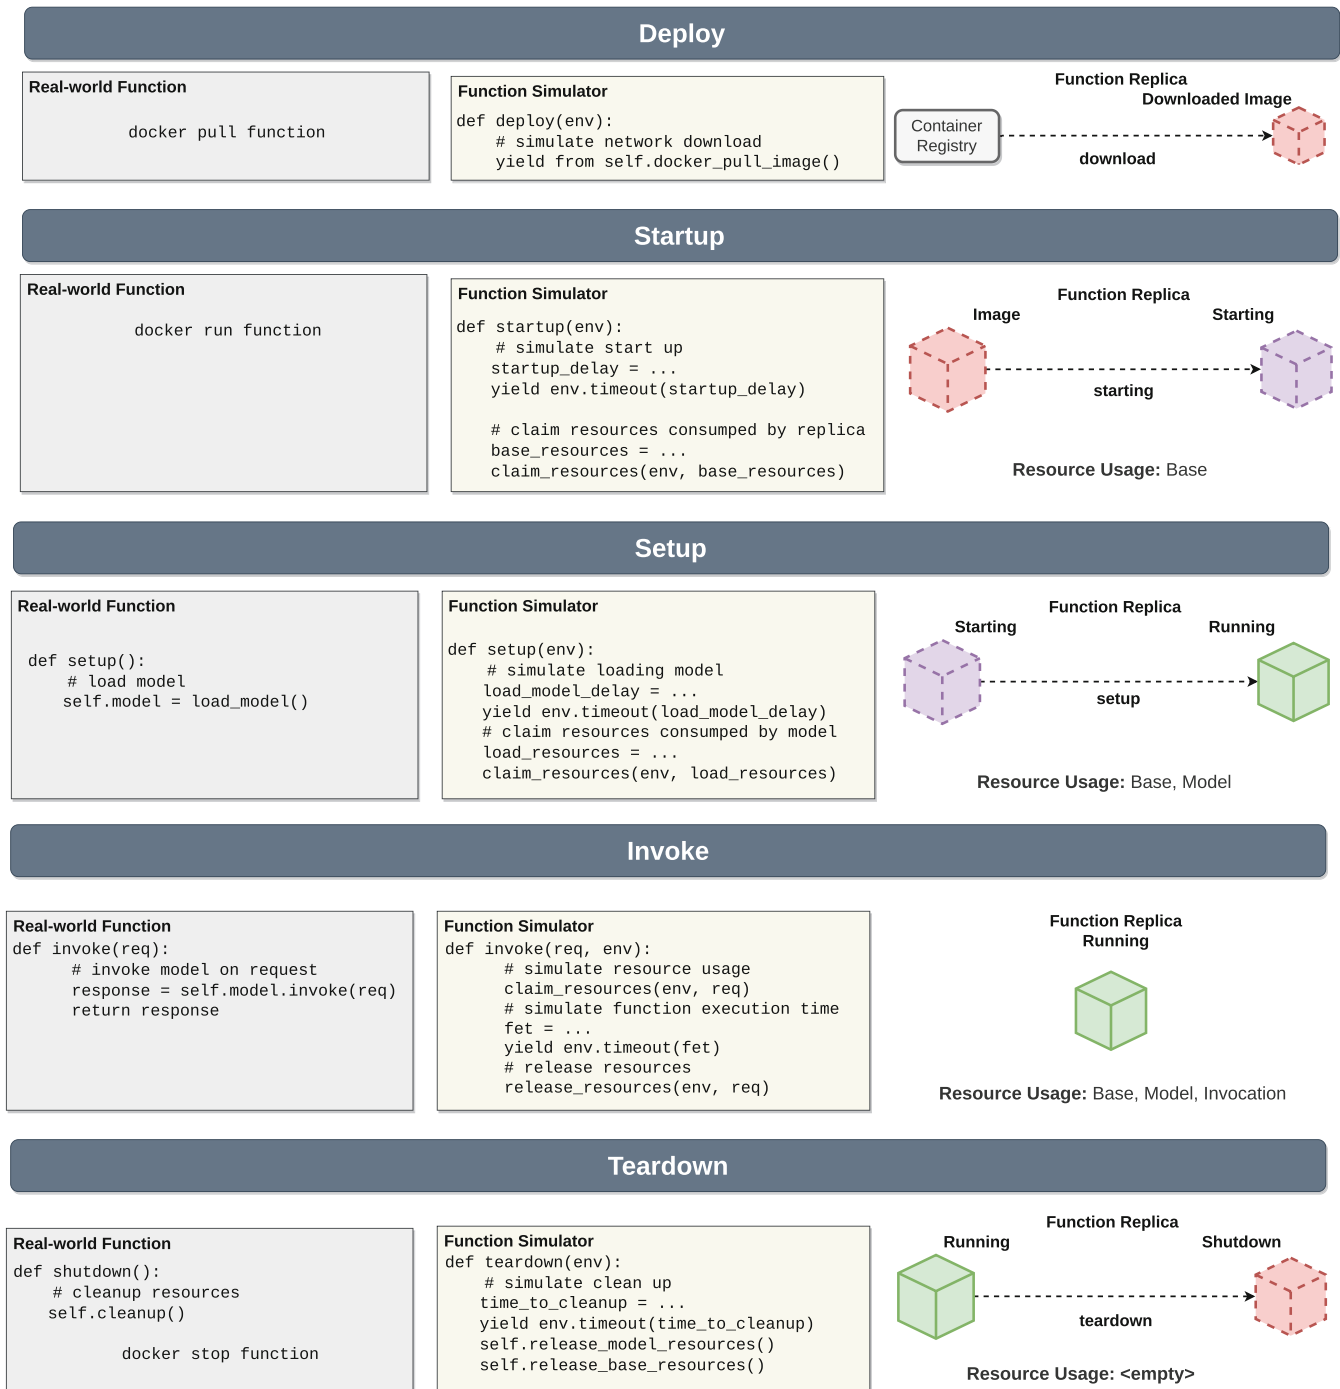 Deploy
Real-world Function
docker pull function
Function Simulator
def deploy(env):
# simulate network download
yield from self.docker_pull_image()
Function Replica
Downloaded Image
Container
Registry
download
Startup
Real-world Function
docker run function
Function Simulator
def startup(env):
# simulate start up
startup_delay = ...
yield env.timeout(startup_delay)
# claim resources consumped by replica
base_resources = ...
claim_resources(env, base_resources)
Function Replica
Image
Starting
starting
Resource Usage: Base
Setup
Real-world Function
def setup():
# load model
self.model = load_model()
Function Simulator
def setup(env):
# simulate loading model
load_model_delay = ...
yield env.timeout(load_model_delay)
# claim resources consumped by model
load_resources = ...
claim_resources(env, load_resources)
Function Replica
Starting
Running
setup
Resource Usage: Base, Model
Invoke
Real-world Function
def invoke(req):
# invoke model on request
response = self.model.invoke(req)
return response
Function Simulator
def invoke(req, env):
# simulate resource usage
claim_resources(env, req)
# simulate function execution time
fet = ...
yield env.timeout(fet)
# release resources
release_resources(env, req)
Function Replica
Running
Resource Usage: Base, Model, Invocation
Teardown
Real-world Function
def shutdown():
# cleanup resources
self.cleanup()
docker stop function
Function Simulator
def teardown(env):
# simulate clean up
time_to_cleanup = ...
yield env.timeout(time_to_cleanup)
self.release_model_resources()
self.release_base_resources()
Function Replica
Running
Shutdown
teardown
Resource Usage: <empty>